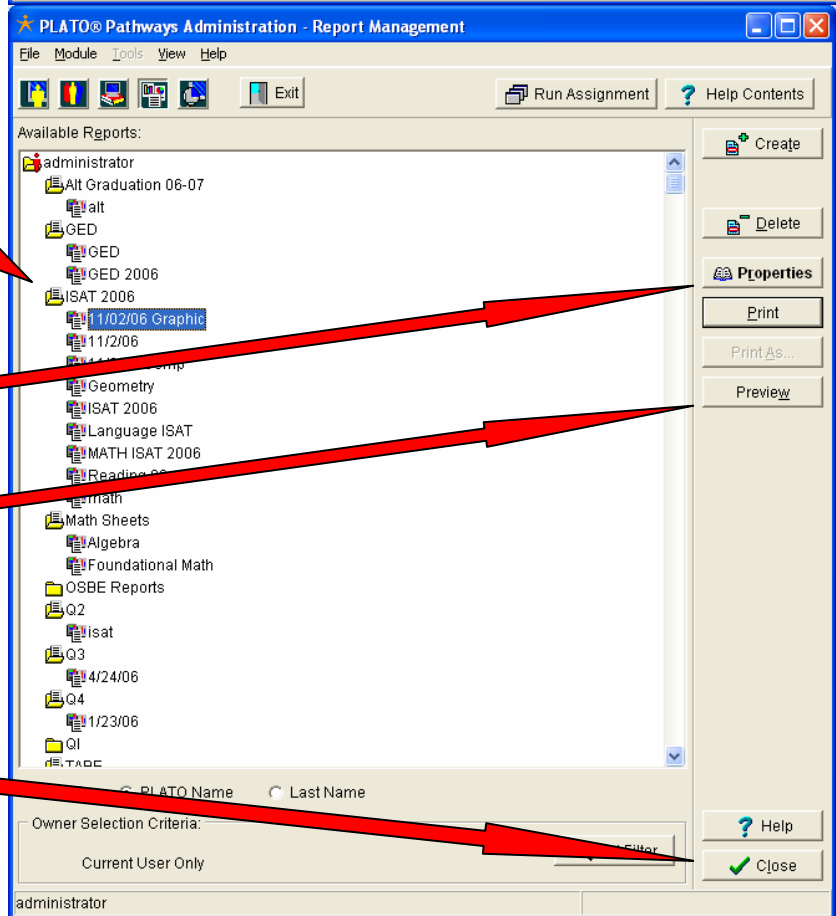 PLATO® Pathways Administration - Report Management
File Module Tools View Help
Exit Run Assignment ? Help Contents
Available Reports:
Create
administrator
Alt Graduation 06-07
alt
GED
Delete
GED
GED 2006
Properties
ISAT 2006
11/02/06 Graphic
Print
11/2/06
Print As...
Geometry
Preview
ISAT 2006
Language ISAT
MATH ISAT 2006
Reading
math
Math Sheets
Algebra
Foundational Math
OSBE Reports
Q2
isat
Q3
4/24/06
Q4
1/23/06
QI
TABE
PLATO Name Last Name
Owner Selection Criteria:
? Help
Filter
Current User Only
Close
administrator